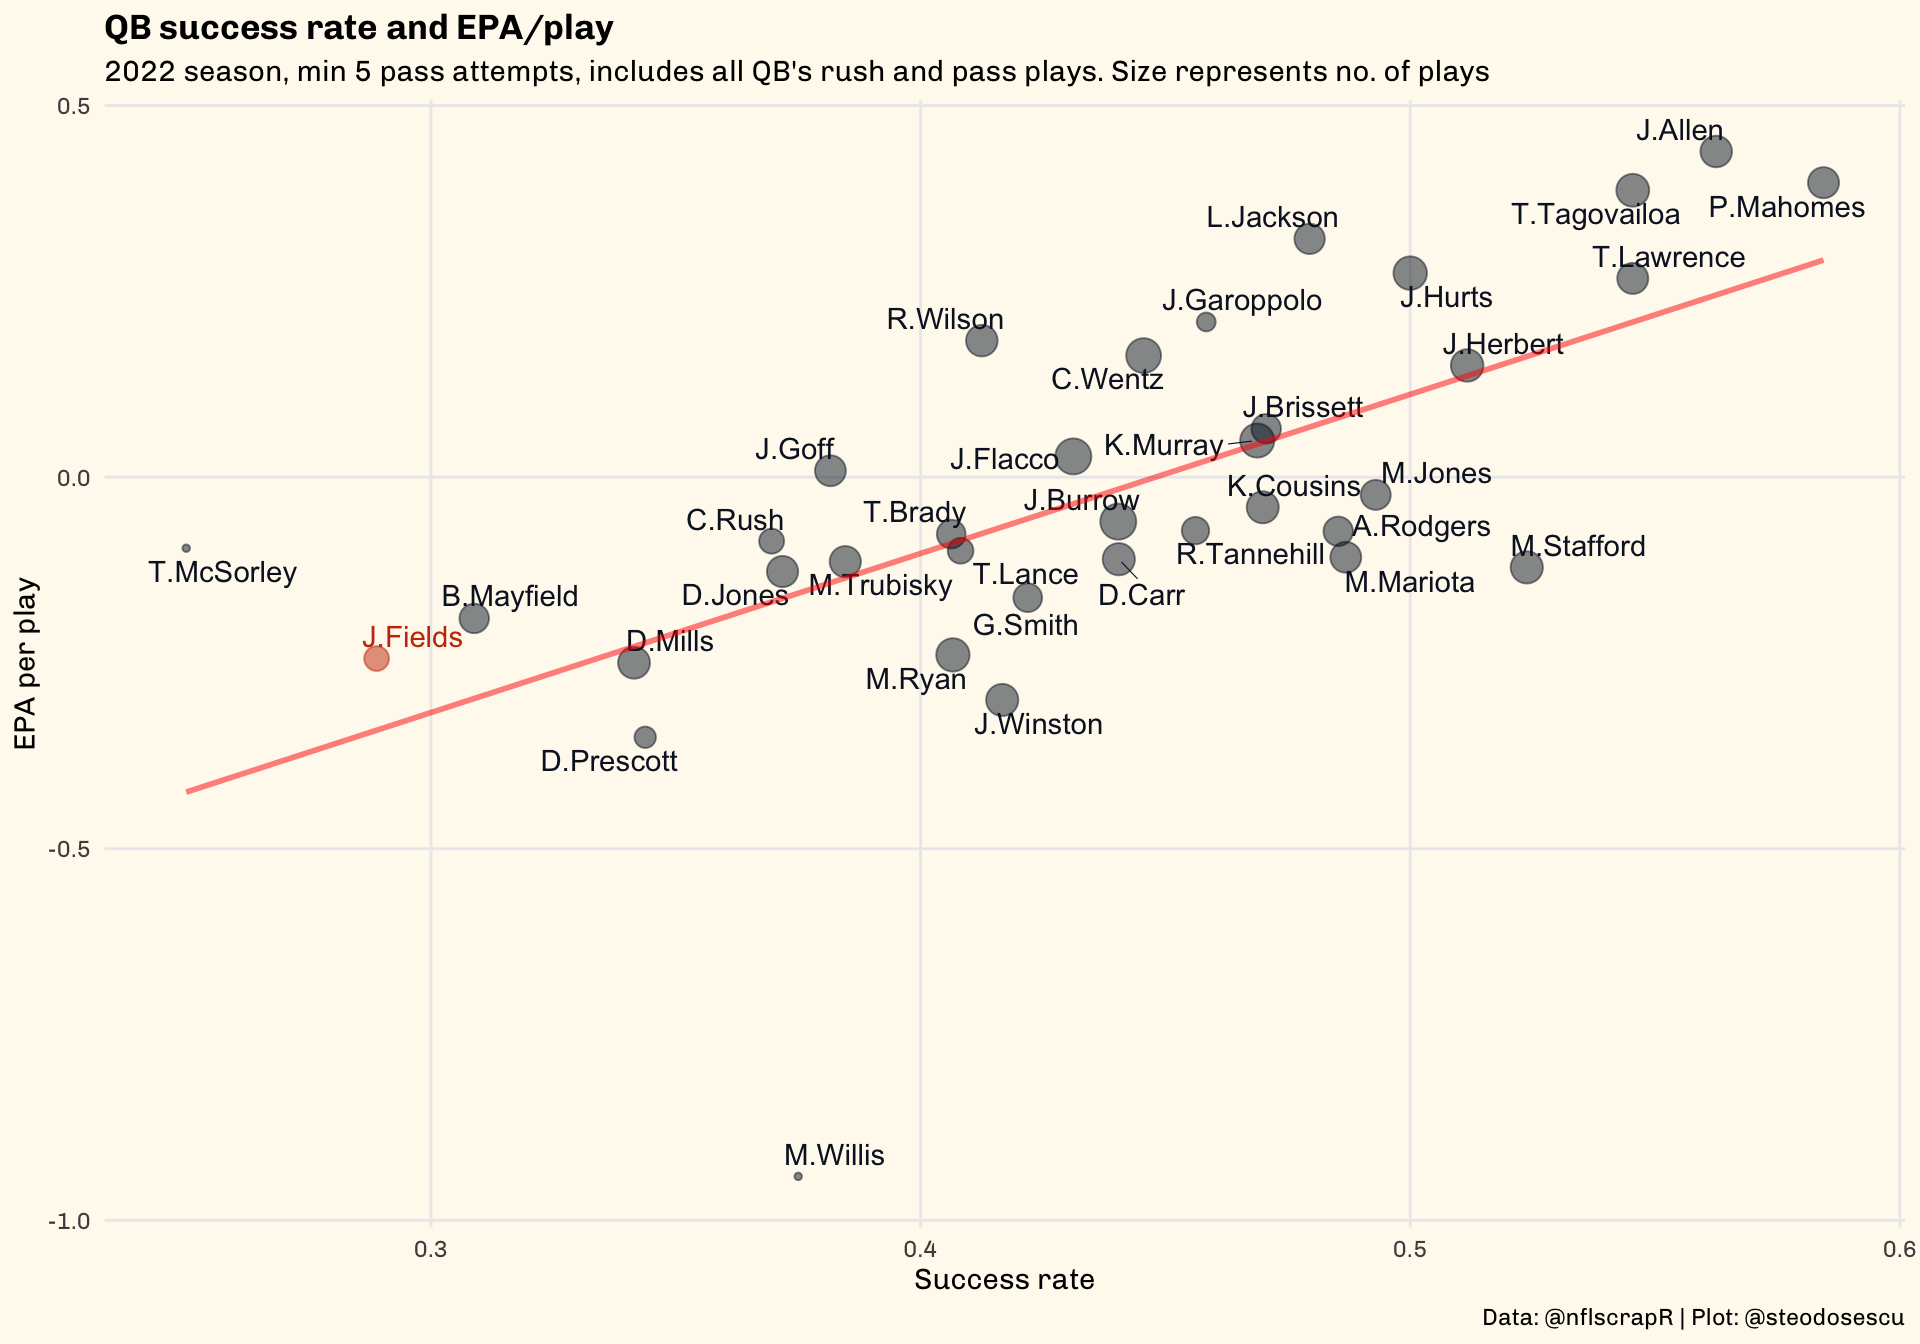 QB success rate and EPA/play
2022 season, min 5 pass attempts, includes all QB's rush and pass plays. Size represents no. of plays
0.5
J.Allen
P.Mahomes
T.Tagovailoa
L.Jackson
T.Lawrence
J.Hurts
J.Garoppolo
R.Wilson
J.Herbert
C.Wentz
J.Brissett
K.Murray
J.Goff
J.Flacco
0.0
M.Jones
K.Cousins
J.Burrow
T.Brady
C.Rush
A.Rodgers
M.Stafford
R.Tannehill
T.McSorley
T.Lance
M.Mariota
M.Trubisky
D.Jones
D.Carr
B.Mayfield
G.Smith
J.Fields
D.Mills
M.Ryan
J.Winston
D.Prescott
EPA per play
-0.5
M.Willis
-1.0
0.3
0.4
0.5
0.6
Success rate
Data: @nflscrapR | Plot: @steodosescu